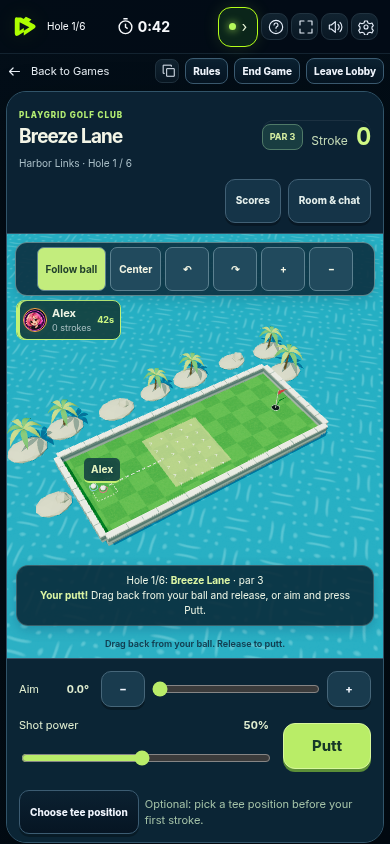 Hole 1/6
0:42
Back to Games
Rules
End Game
Leave Lobby
PLAYGRID GOLF CLUB
Breeze Lane
PAR 3
Stroke 0
Harbor Links · Hole 1 / 6
Scores
Room & chat
Follow ball
Center
↶
↷
+
−
Alex
0 strokes
42s
Alex
Hole 1/6: Breeze Lane · par 3
Your putt! Drag back from your ball and release, or aim and press
Putt.
Drag back from your ball. Release to putt.
Aim
0.0°
−
+
Shot power
50%
Putt
Choose tee position
Optional: pick a tee position before your
first stroke.